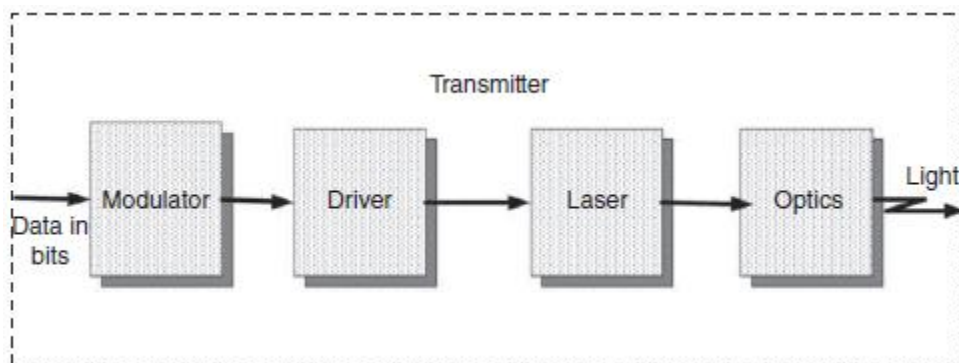 Transmitter
Data in
bits
Modulator
Driver
Laser
Optics
Light